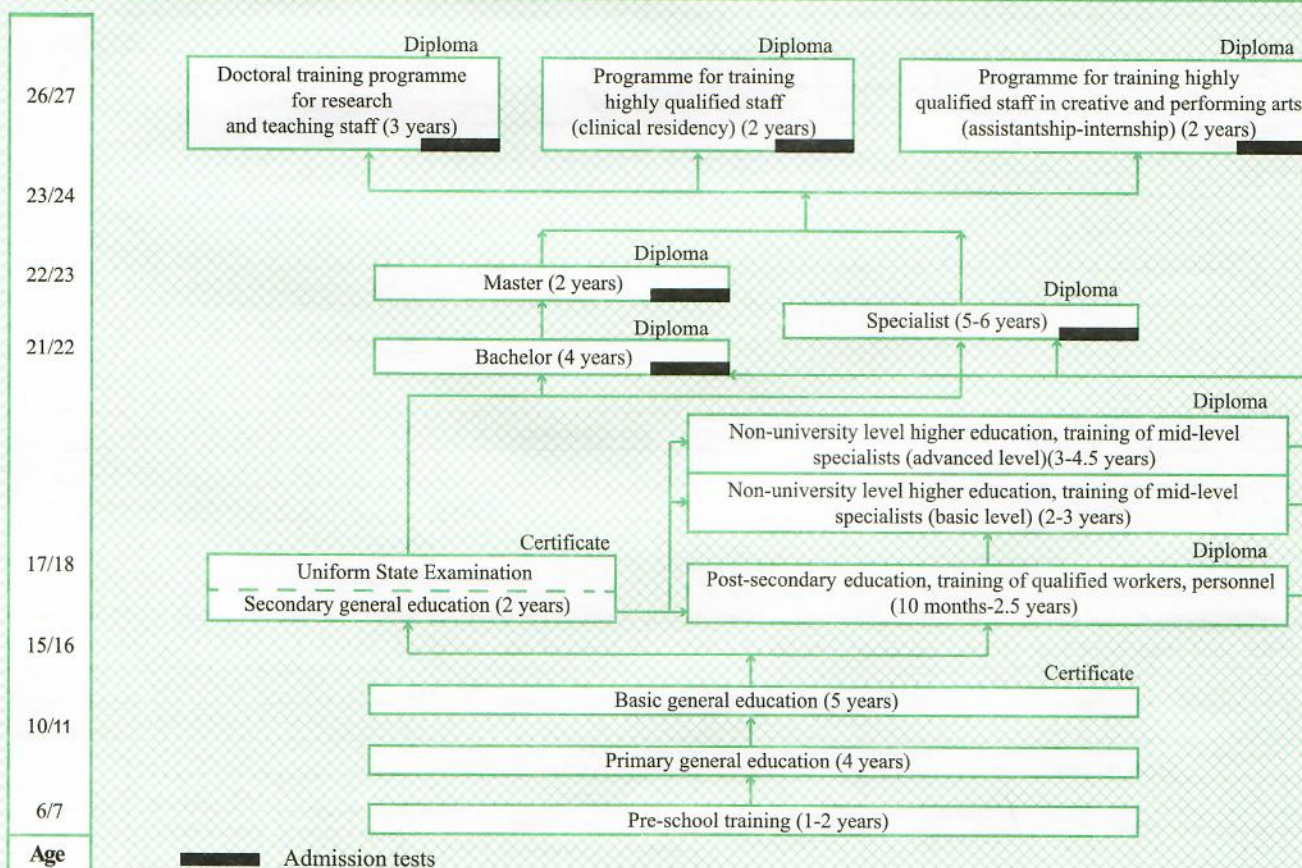 Diploma
Diploma
Diploma
Doctoral training programme
for research
and teaching staff (3 years)
Programme for training
highly qualified staff
(clinical residency) (2 years)
Programme for training highly
qualified staff in creative and performing arts
(assistantship-internship) (2 years)
26/27
23/24
22/23
Diploma
Master (2 years)
Diploma
Specialist (5-6 years)
21/22
Diploma
Bachelor (4 years)
Diploma
Non-university level higher education, training of mid-level
specialists (advanced level)(3-4.5 years)
Non-university level higher education, training of mid-level
specialists (basic level) (2-3 years)
17/18
Certificate
Uniform State Examination
Secondary general education (2 years)
Diploma
Post-secondary education, training of qualified workers, personnel
(10 months-2.5 years)
15/16
Certificate
Basic general education (5 years)
10/11
Primary general education (4 years)
6/7
Pre-school training (1-2 years)
Age
Admission tests